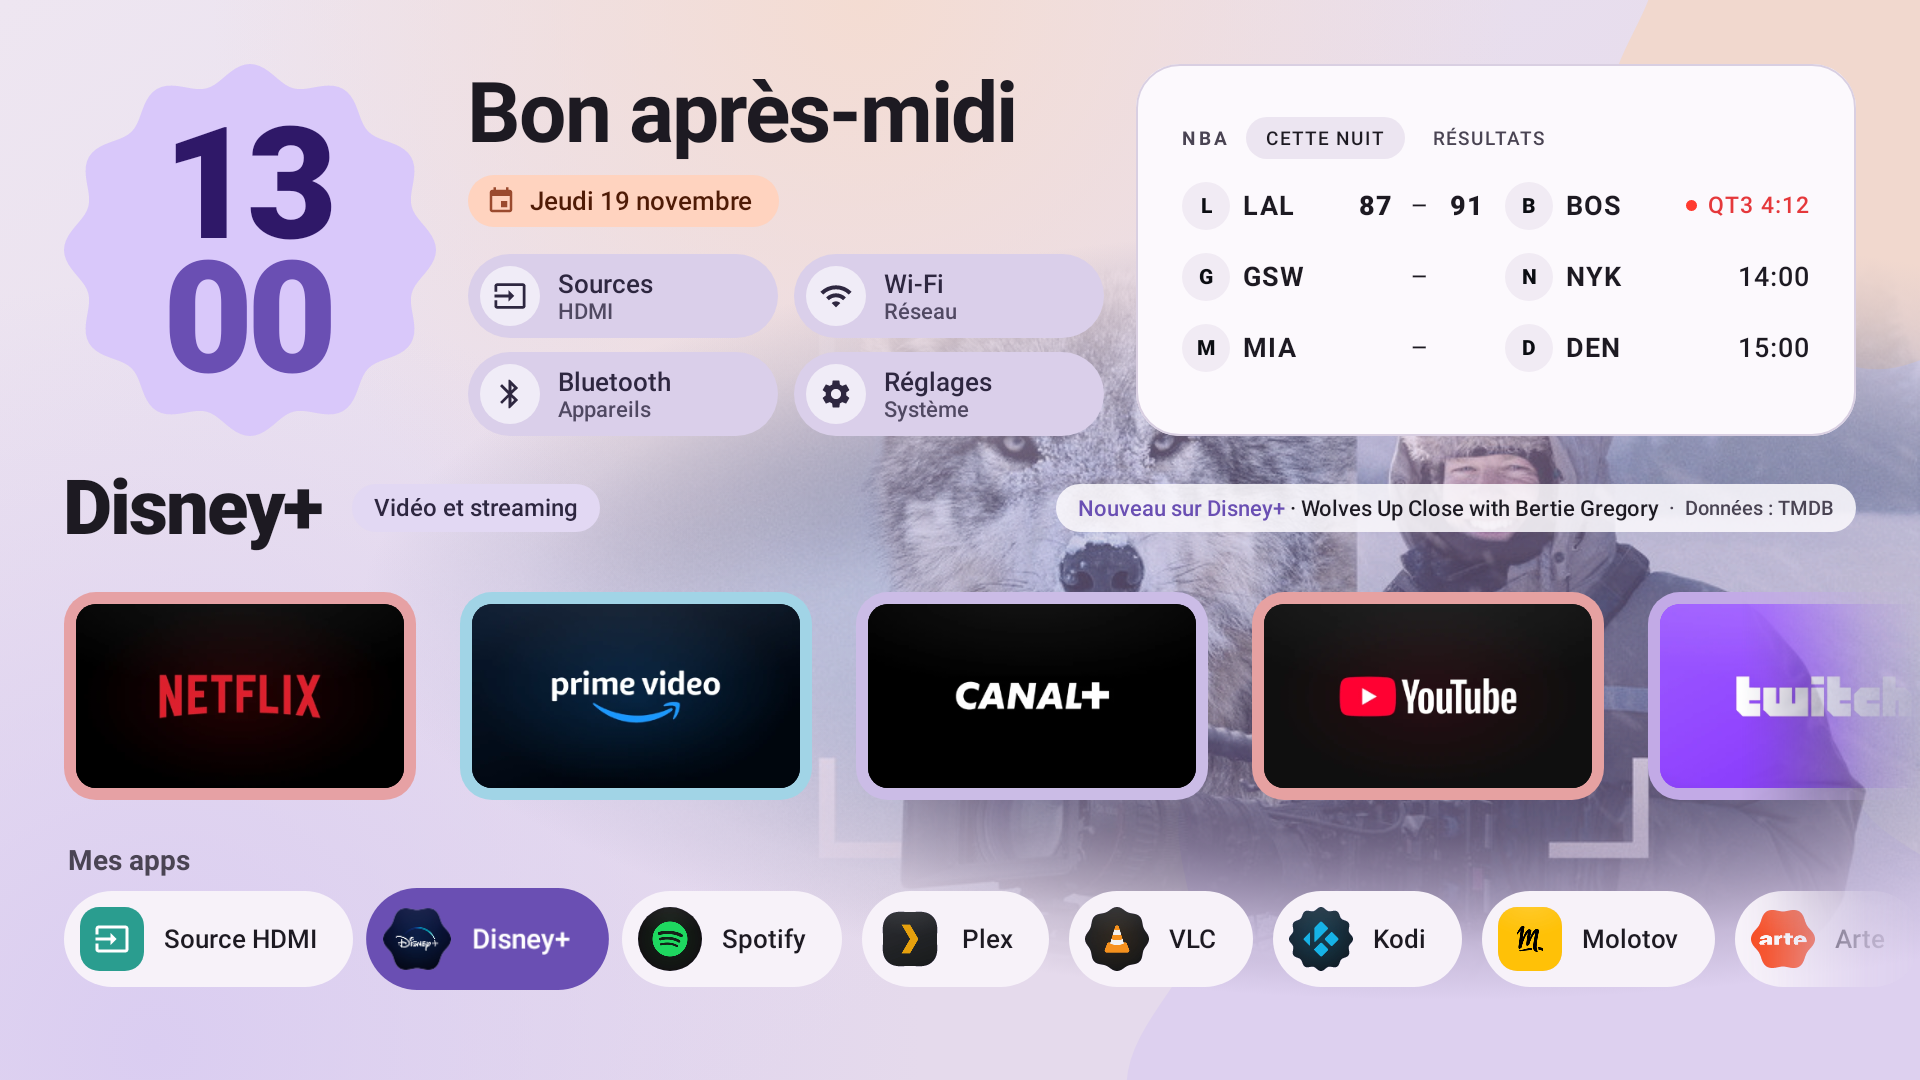 13
00
Bon après-midi
Jeudi 19 novembre
Sources
HDMI
Wi-Fi
Réseau
Bluetooth
Appareils
Réglages
Système
NBA CETTE NUIT RÉSULTATS
L LAL 87 – 91 B BOS • QT3 4:12
G GSW – N NYK 14:00
M MIA – D DEN 15:00
Disney+ Vidéo et streaming
Nouveau sur Disney+ · Wolves Up Close with Bertie Gregory · Données : TMDB
NETFLIX
prime video
CANAL+
YouTube
twitch
Mes apps
Source HDMI
Disney+ Disney+
Spotify
Plex
VLC
Kodi
M Molotov
arte Arte